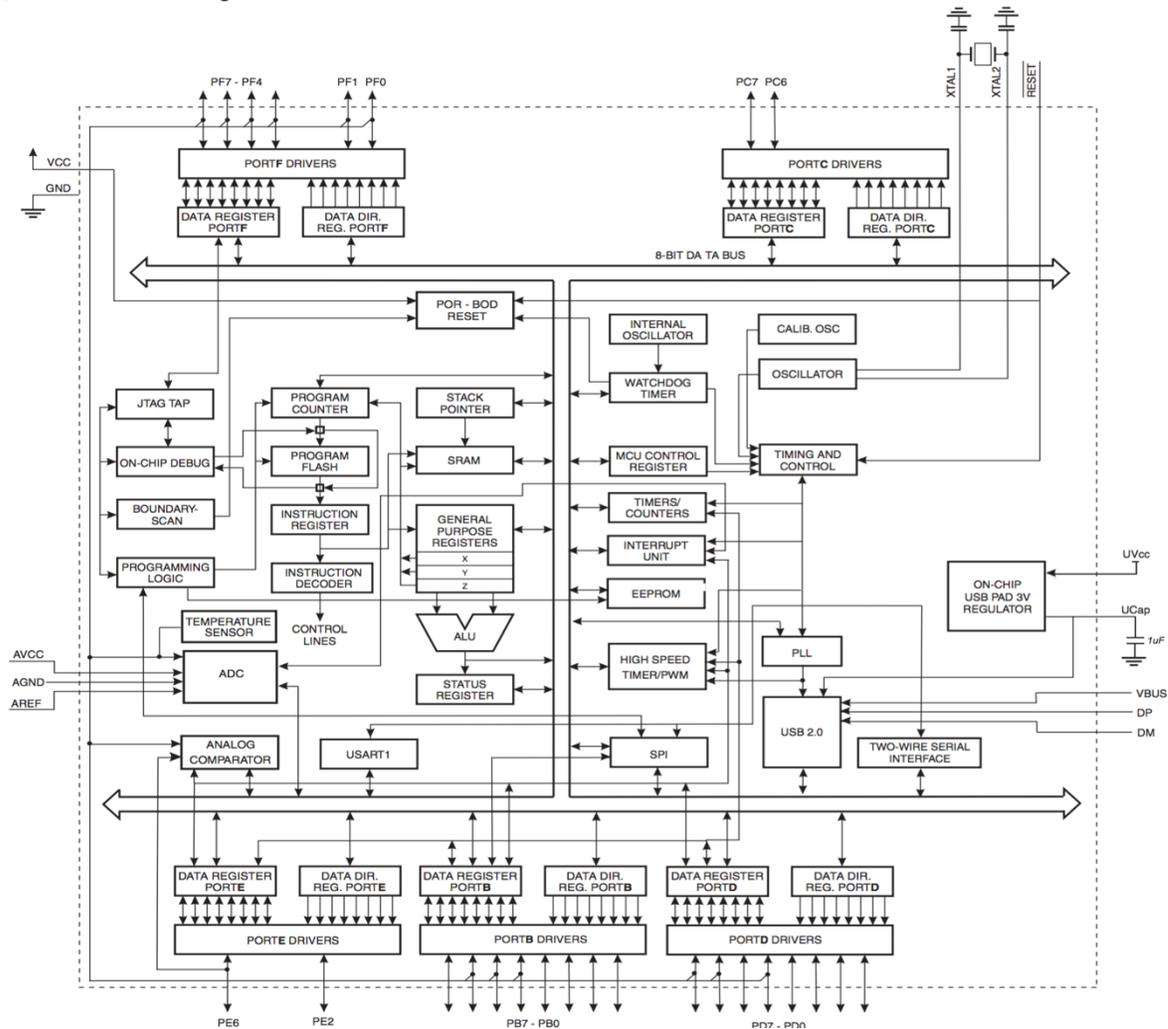 XTAL1
XTAL2
RESET
PF7 - PF4
PF1
PF0
PC7
PC6
VCC
GND
PORTF DRIVERS
PORTC DRIVERS
DATA REGISTER
PORTF
DATA DIR.
REG. PORTF
DATA REGISTER
PORTC
DATA DIR.
REG. PORTC
8-BIT DA TA BUS
POR - BOD
RESET
INTERNAL
OSCILLATOR
CALIB. OSC
OSCILLATOR
WATCHDOG
TIMER
JTAG TAP
PROGRAM
COUNTER
STACK
POINTER
ON-CHIP DEBUG
PROGRAM
FLASH
SRAM
MCU CONTROL
REGISTER
TIMING AND
CONTROL
BOUNDARY-
SCAN
INSTRUCTION
REGISTER
GENERAL
PURPOSE
REGISTERS
X
Y
Z
TIMERS/
COUNTERS
INTERRUPT
UNIT
PROGRAMMING
LOGIC
INSTRUCTION
DECODER
EEPROM
ON-CHIP
USB PAD 3V
REGULATOR
UVcc
UCap
1uF
TEMPERATURE
SENSOR
CONTROL
LINES
ALU
PLL
HIGH SPEED
TIMER/PWM
AVCC
AGND
AREF
ADC
STATUS
REGISTER
VBUS
DP
DM
USB 2.0
ANALOG
COMPARATOR
USART1
SPI
TWO-WIRE SERIAL
INTERFACE
DATA REGISTER
PORTE
DATA DIR.
REG. PORTE
DATA REGISTER
PORTB
DATA DIR.
REG. PORTB
DATA REGISTER
PORTD
DATA DIR.
REG. PORTD
PORTE DRIVERS
PORTB DRIVERS
PORTD DRIVERS
PE6
PE2
PB7 - PB0
PD7 - PD0